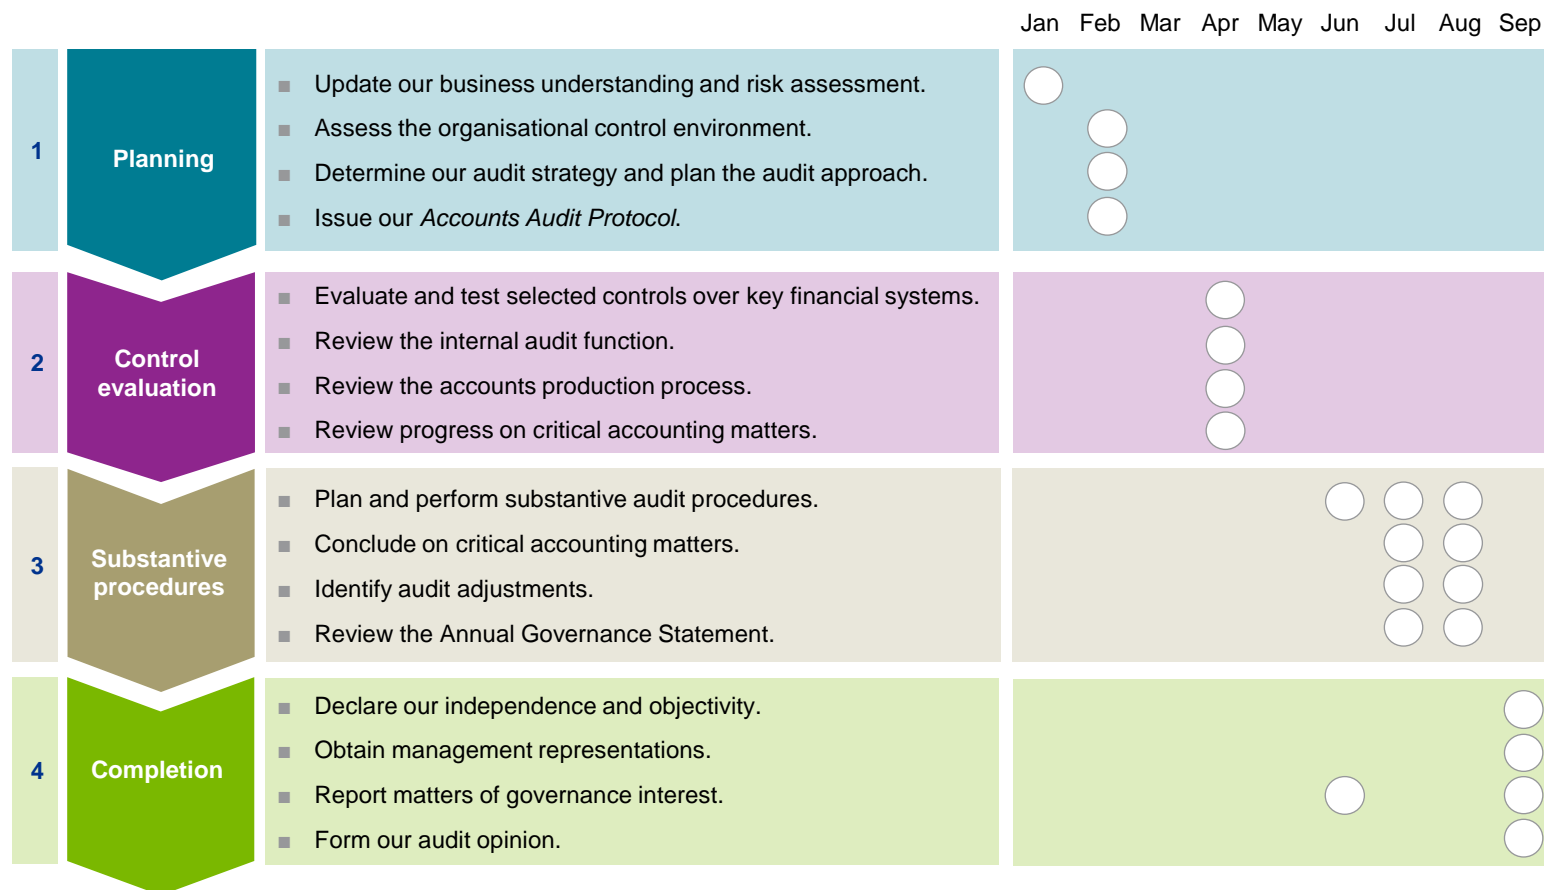 Jan Feb Mar Apr May Jun Jul Aug Sep
1
Planning
■ Update our business understanding and risk assessment.
■ Assess the organisational control environment.
■ Determine our audit strategy and plan the audit approach.
■ Issue our Accounts Audit Protocol.
2
Control
evaluation
■ Evaluate and test selected controls over key financial systems.
■ Review the internal audit function.
■ Review the accounts production process.
■ Review progress on critical accounting matters.
3
Substantive
procedures
■ Plan and perform substantive audit procedures.
■ Conclude on critical accounting matters.
■ Identify audit adjustments.
■ Review the Annual Governance Statement.
4
Completion
■ Declare our independence and objectivity.
■ Obtain management representations.
■ Report matters of governance interest.
■ Form our audit opinion.